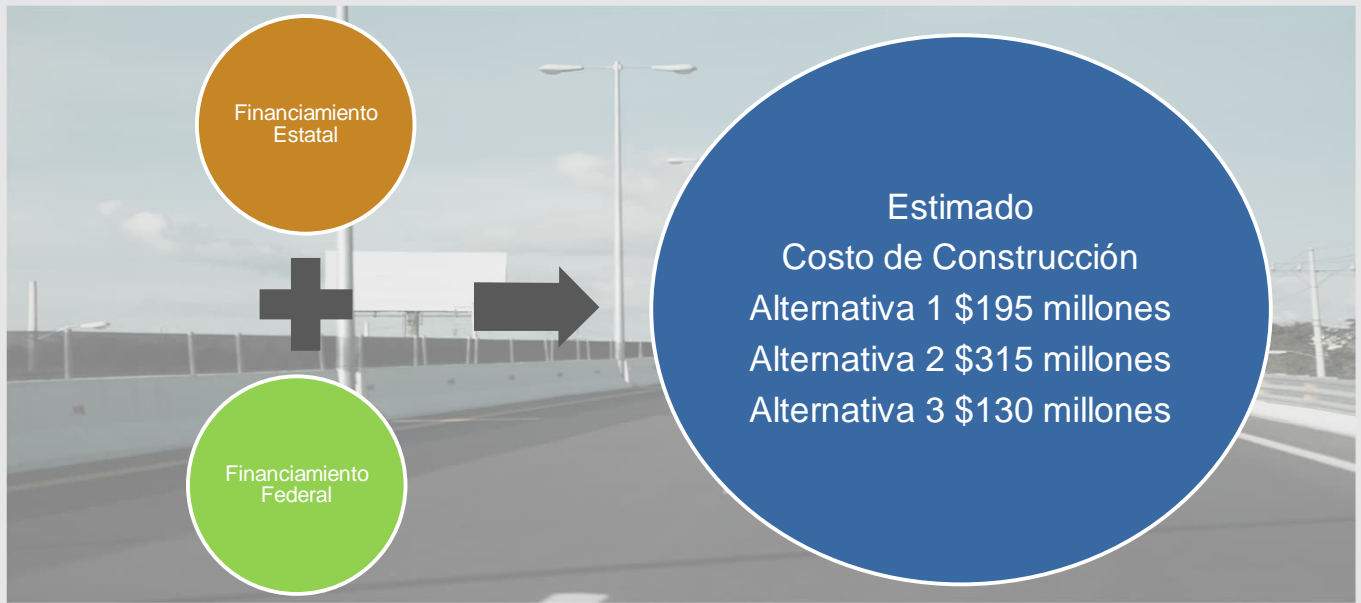 Financiamiento
Estatal
Financiamiento
Federal
Estimado
Costo de Construcción
Alternativa 1 $195 millones
Alternativa 2 $315 millones
Alternativa 3 $130 millones